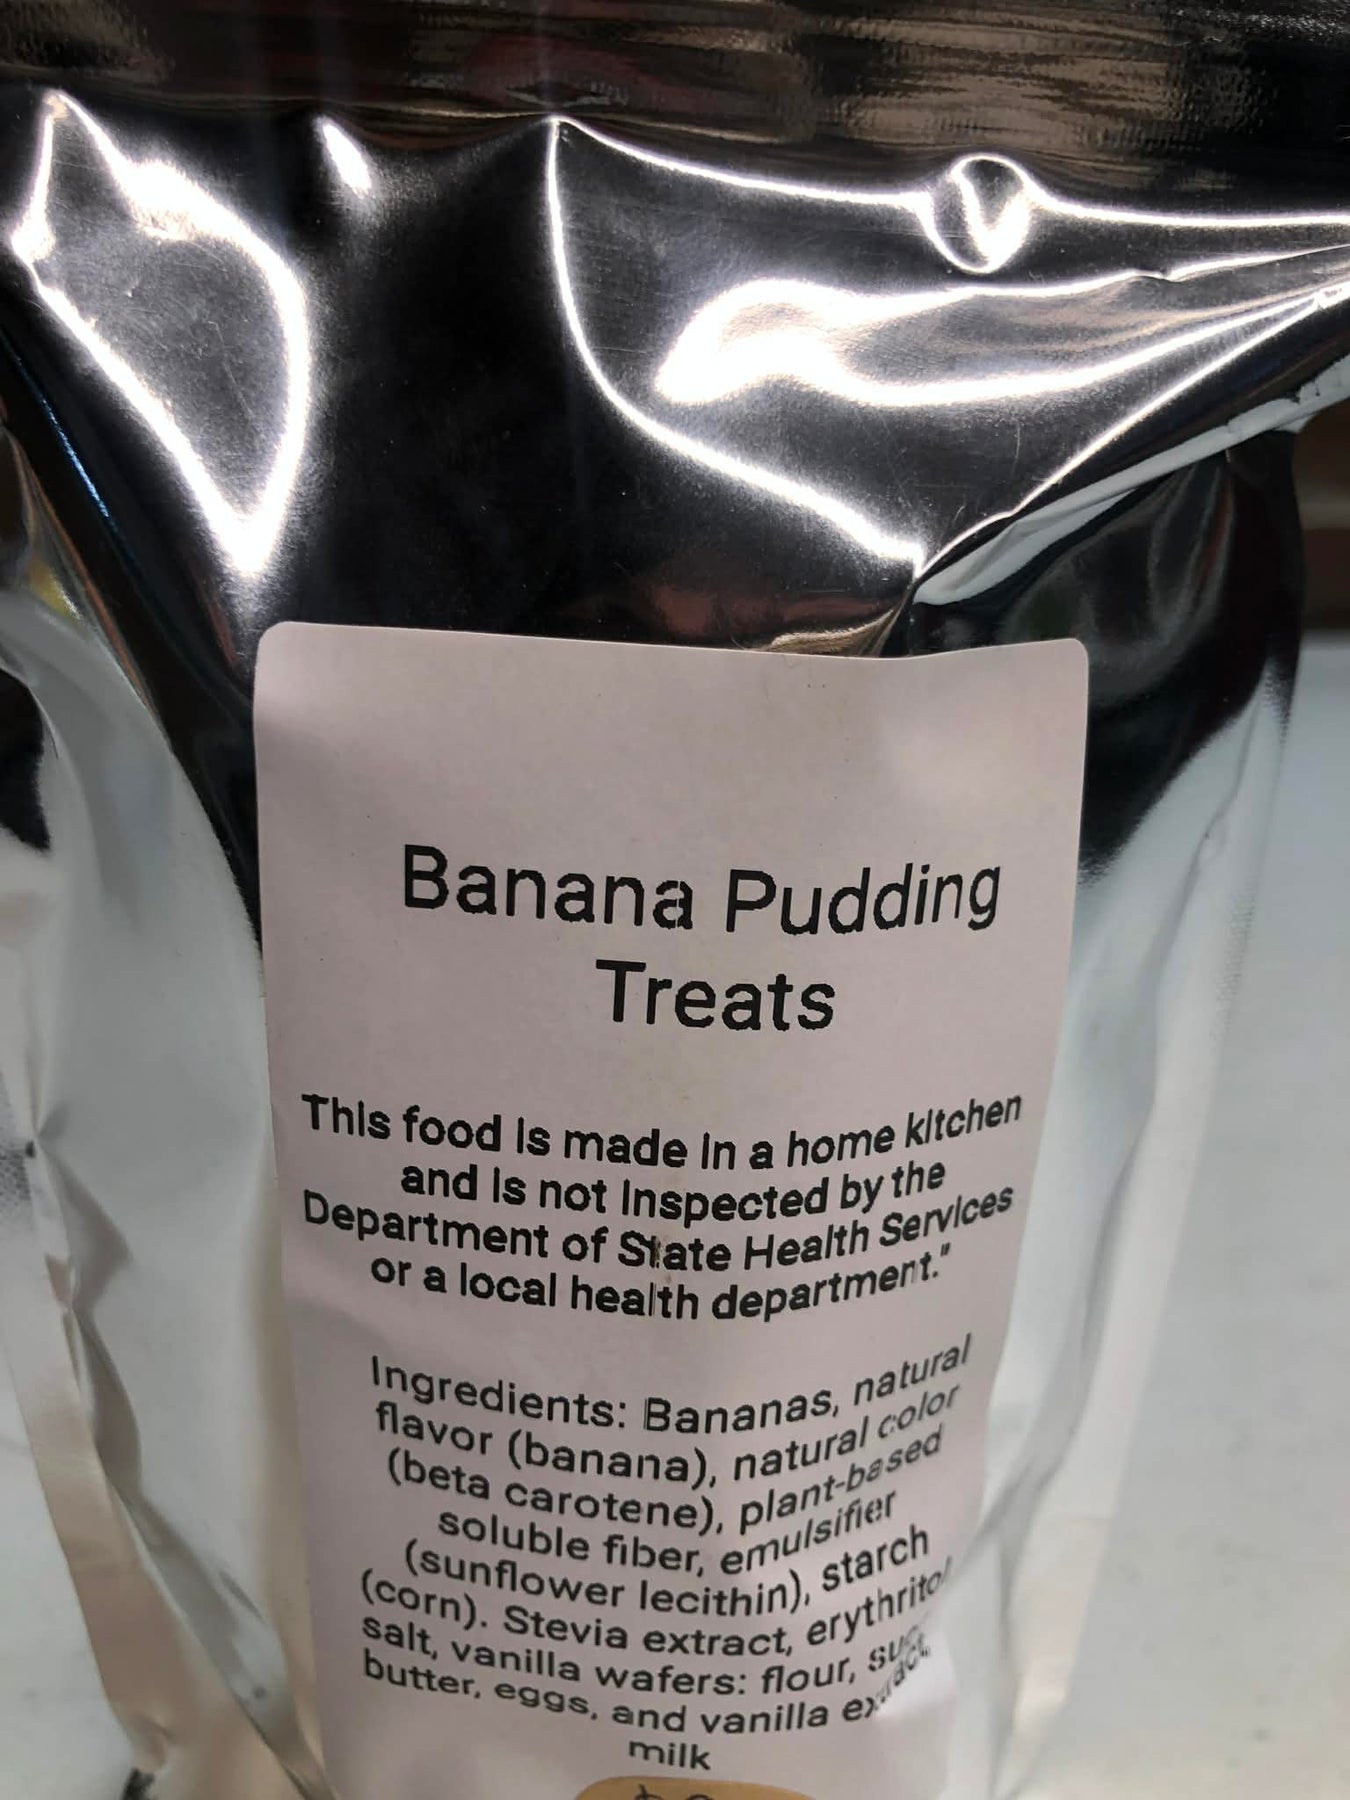 Banana Pudding
Treats
This food is made in a home kitchen
and is not inspected by the
Department of State Health Services
or a local health department."
Ingredients: Bananas, natural
flavor (banana), natural color
(beta carotene), plant-based
soluble fiber, emulsifier
(sunflower lecithin), starch
(corn). Stevia extract, erythritol
salt, vanilla wafers: flour,
butter, eggs, and vanilla extract,
milk